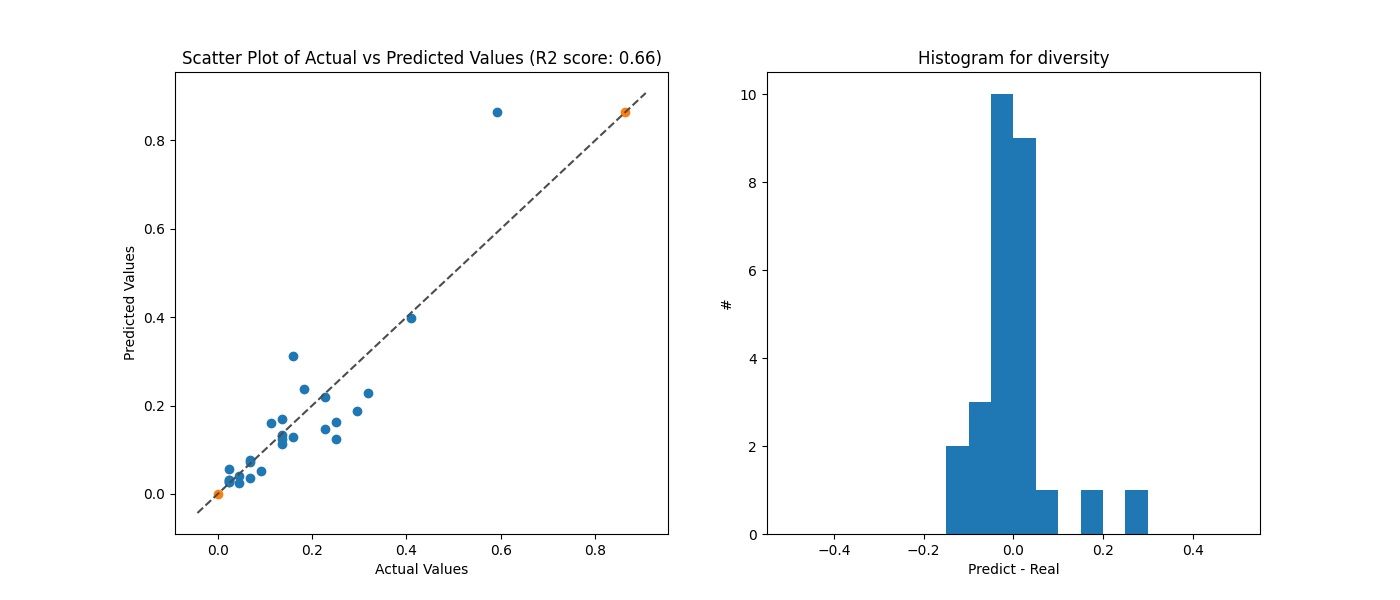 Scatter Plot of Actual vs Predicted Values (R2 score: 0.66)
0.8
0.6
0.4
0.2
0.0
Predicted Values
0.0 0.2 0.4 0.6 0.8
Actual Values
Histogram for diversity
10
8
6
4
2
0
#
−0.4 −0.2 0.0 0.2 0.4
Predict - Real